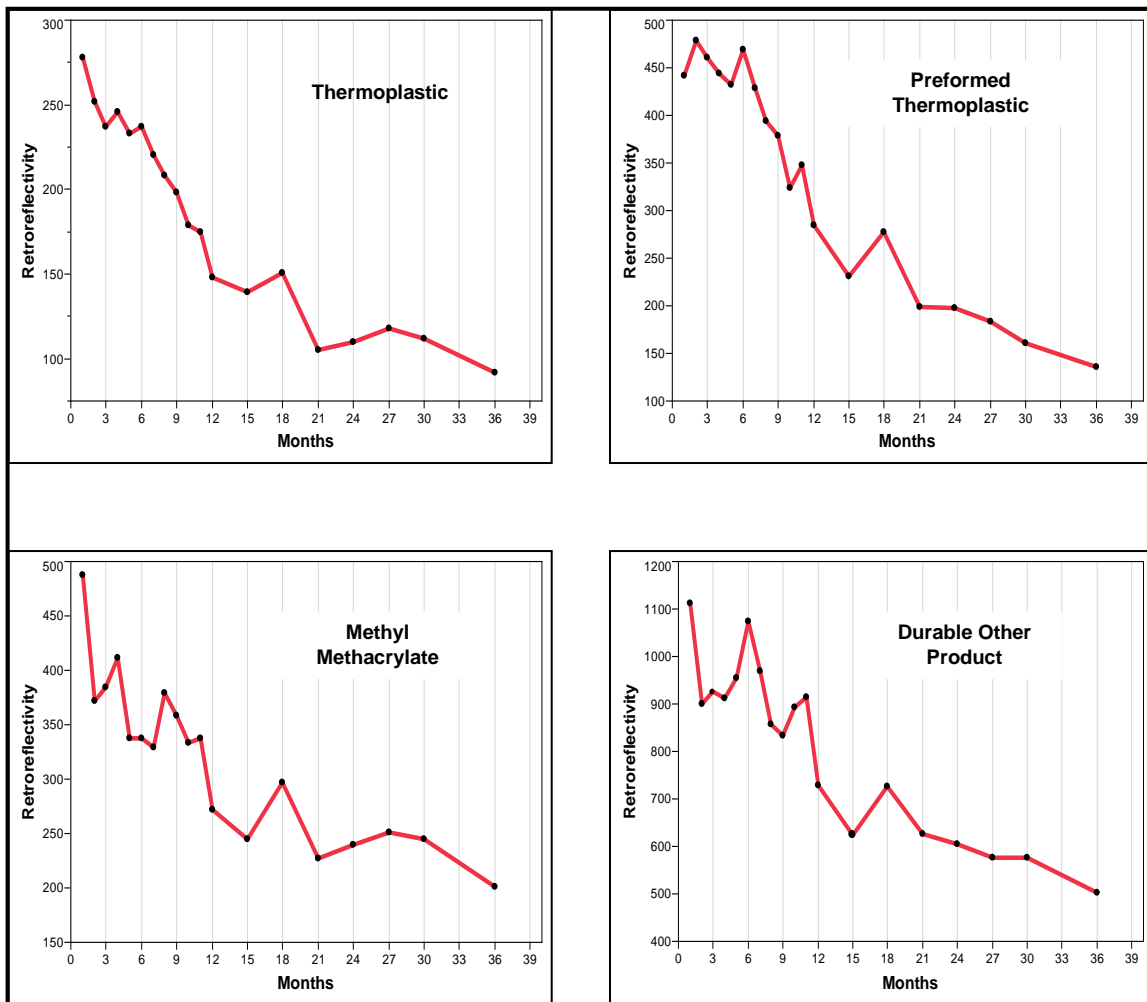 Thermoplastic
Retroreflectivity
300
250
200
150
100
0 3 6 9 12 15 18 21 24 27 30 33 36 39
Months
Preformed
Thermoplastic
Retroreflectivity
500
450
400
350
300
250
200
150
100
0 3 6 9 12 15 18 21 24 27 30 33 36 39
Months
Methyl
Methacrylate
Retroreflectivity
500
450
400
350
300
250
200
150
0 3 6 9 12 15 18 21 24 27 30 33 36 39
Months
Durable Other
Product
Retroreflectivity
1200
1100
1000
900
800
700
600
500
400
0 3 6 9 12 15 18 21 24 27 30 33 36 39
Months